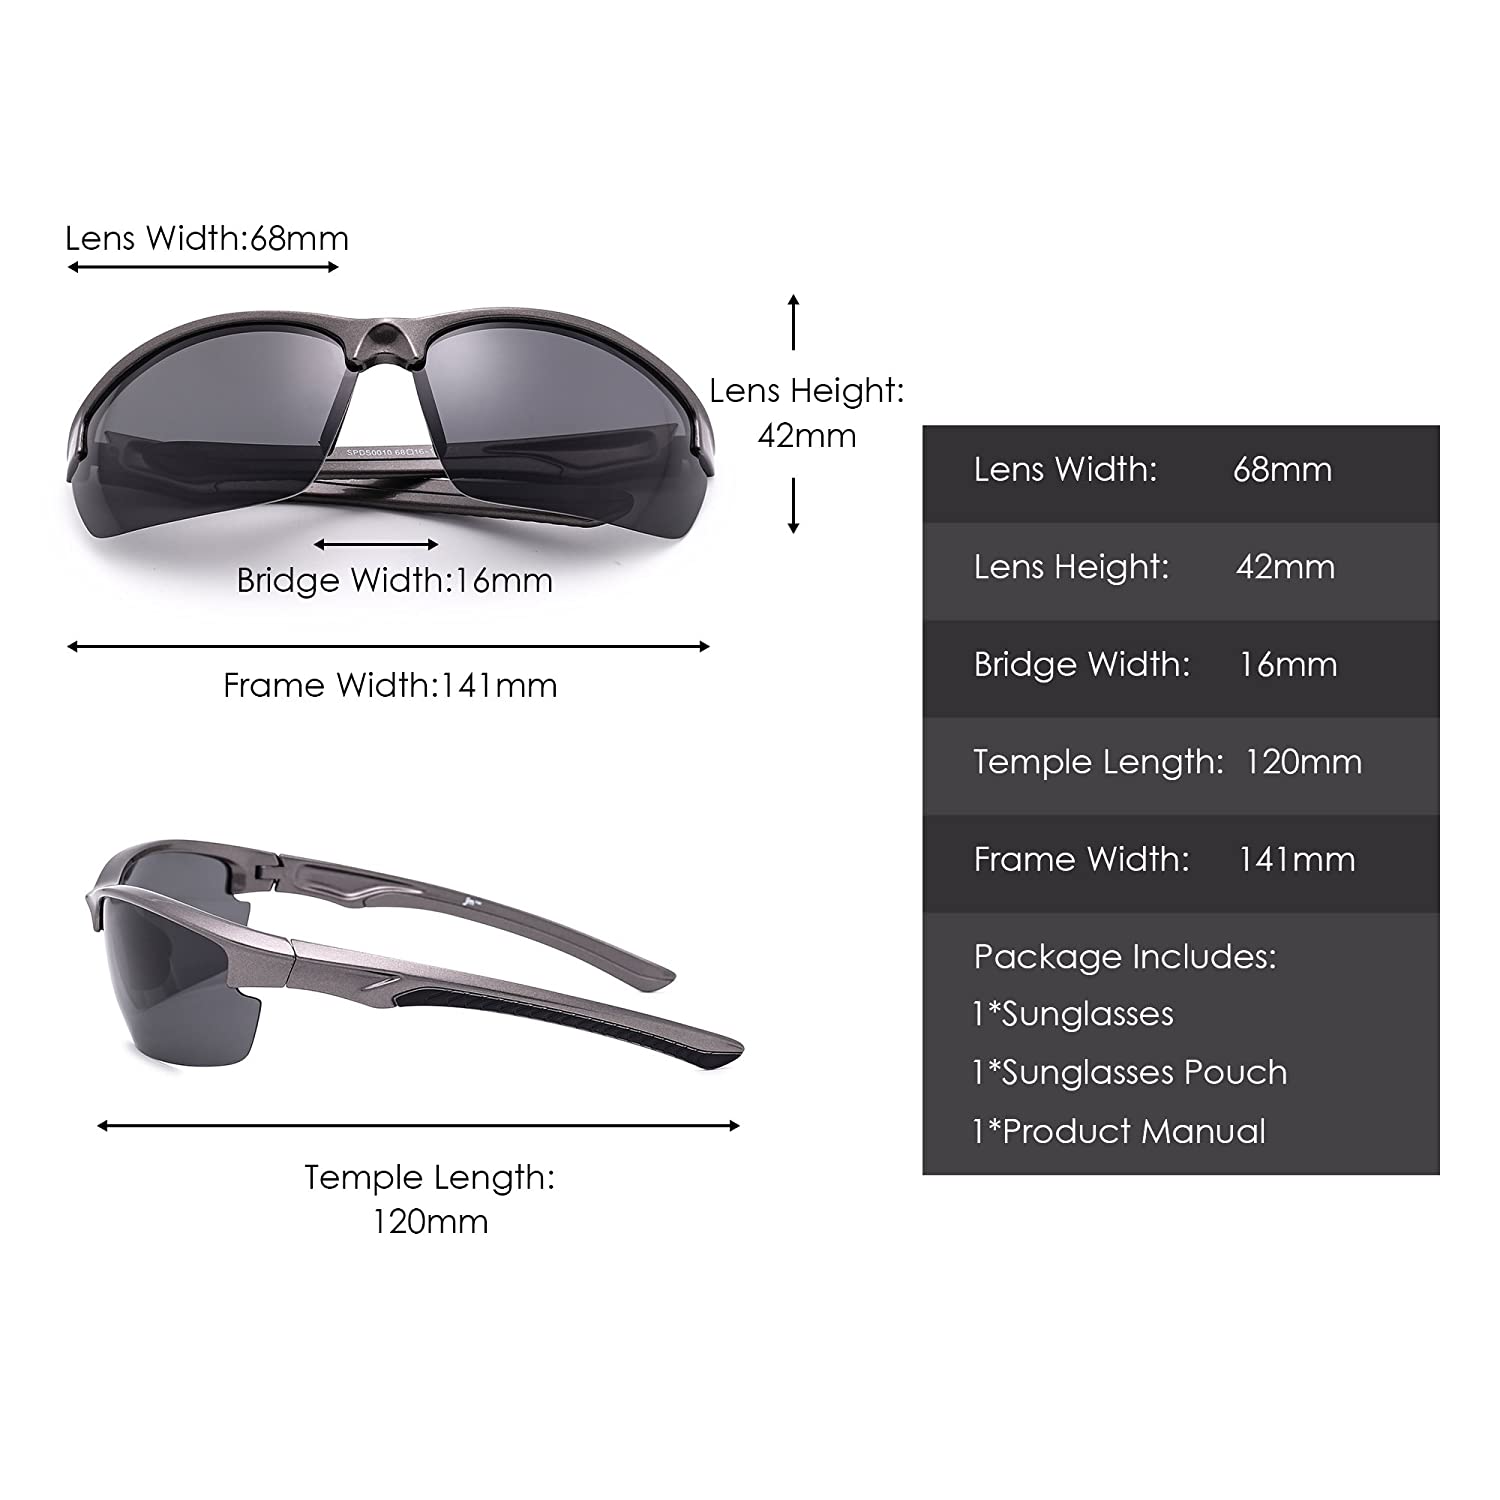 Lens Width:68mm
Lens Height:
42mm
SPDS0010 68□16-
Bridge Width:16mm
Frame Width:141mm
Temple Length:
120mm
Lens Width: 68mm
Lens Height: 42mm
Bridge Width: 16mm
Temple Length: 120mm
Frame Width: 141mm
Package Includes:
1*Sunglasses
1*Sunglasses Pouch
1*Product Manual